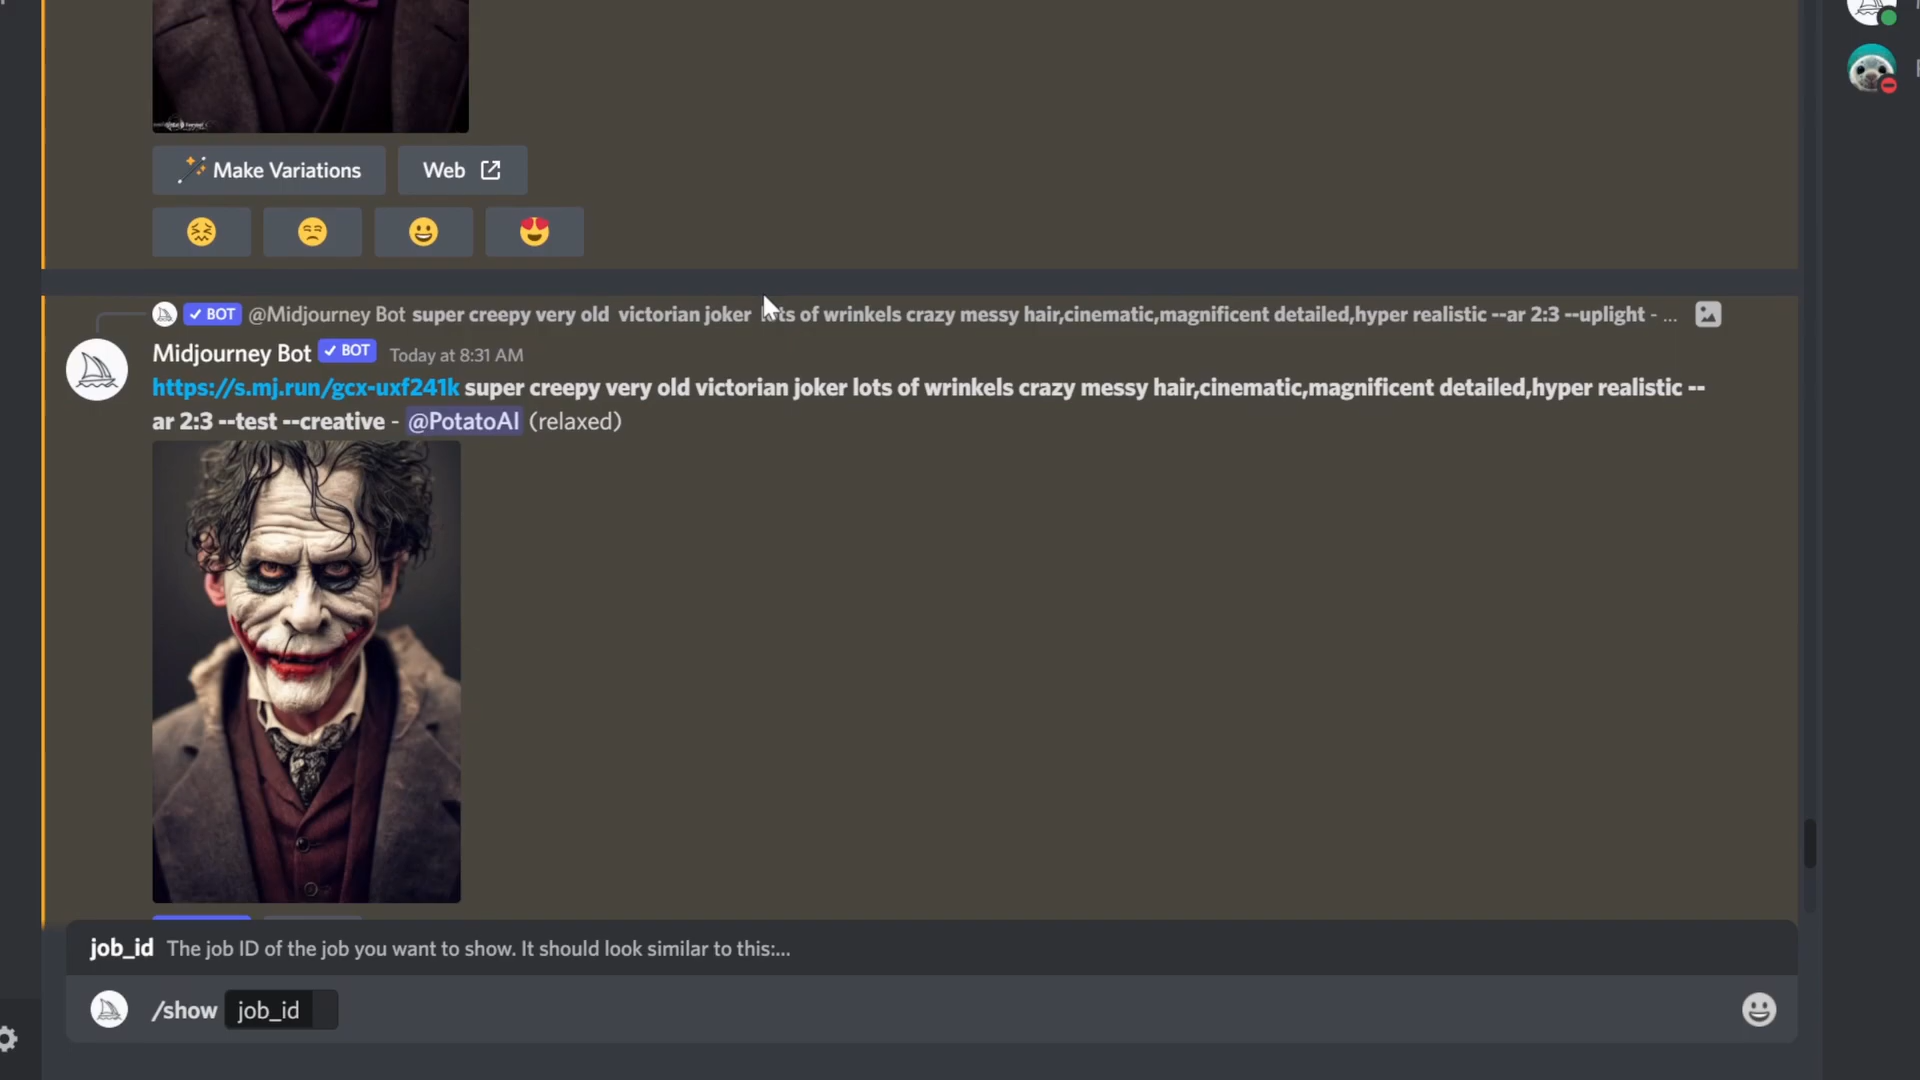 Make Variations
Web
BOT @Midjourney Bot super creepy very old victorian joker lots of wrinkels crazy messy hair,cinematic,magnificent detailed,hyper realistic --ar 2:3 --uplight - ...
Midjourney Bot BOT Today at 8:31 AM
https://s.mj.run/gcx-uxf241k super creepy very old victorian joker lots of wrinkels crazy messy hair,cinematic,magnificent detailed,hyper realistic --
ar 2:3 --test --creative - @PotatoAI (relaxed)
job_id The job ID of the job you want to show. It should look similar to this:...
/show job_id